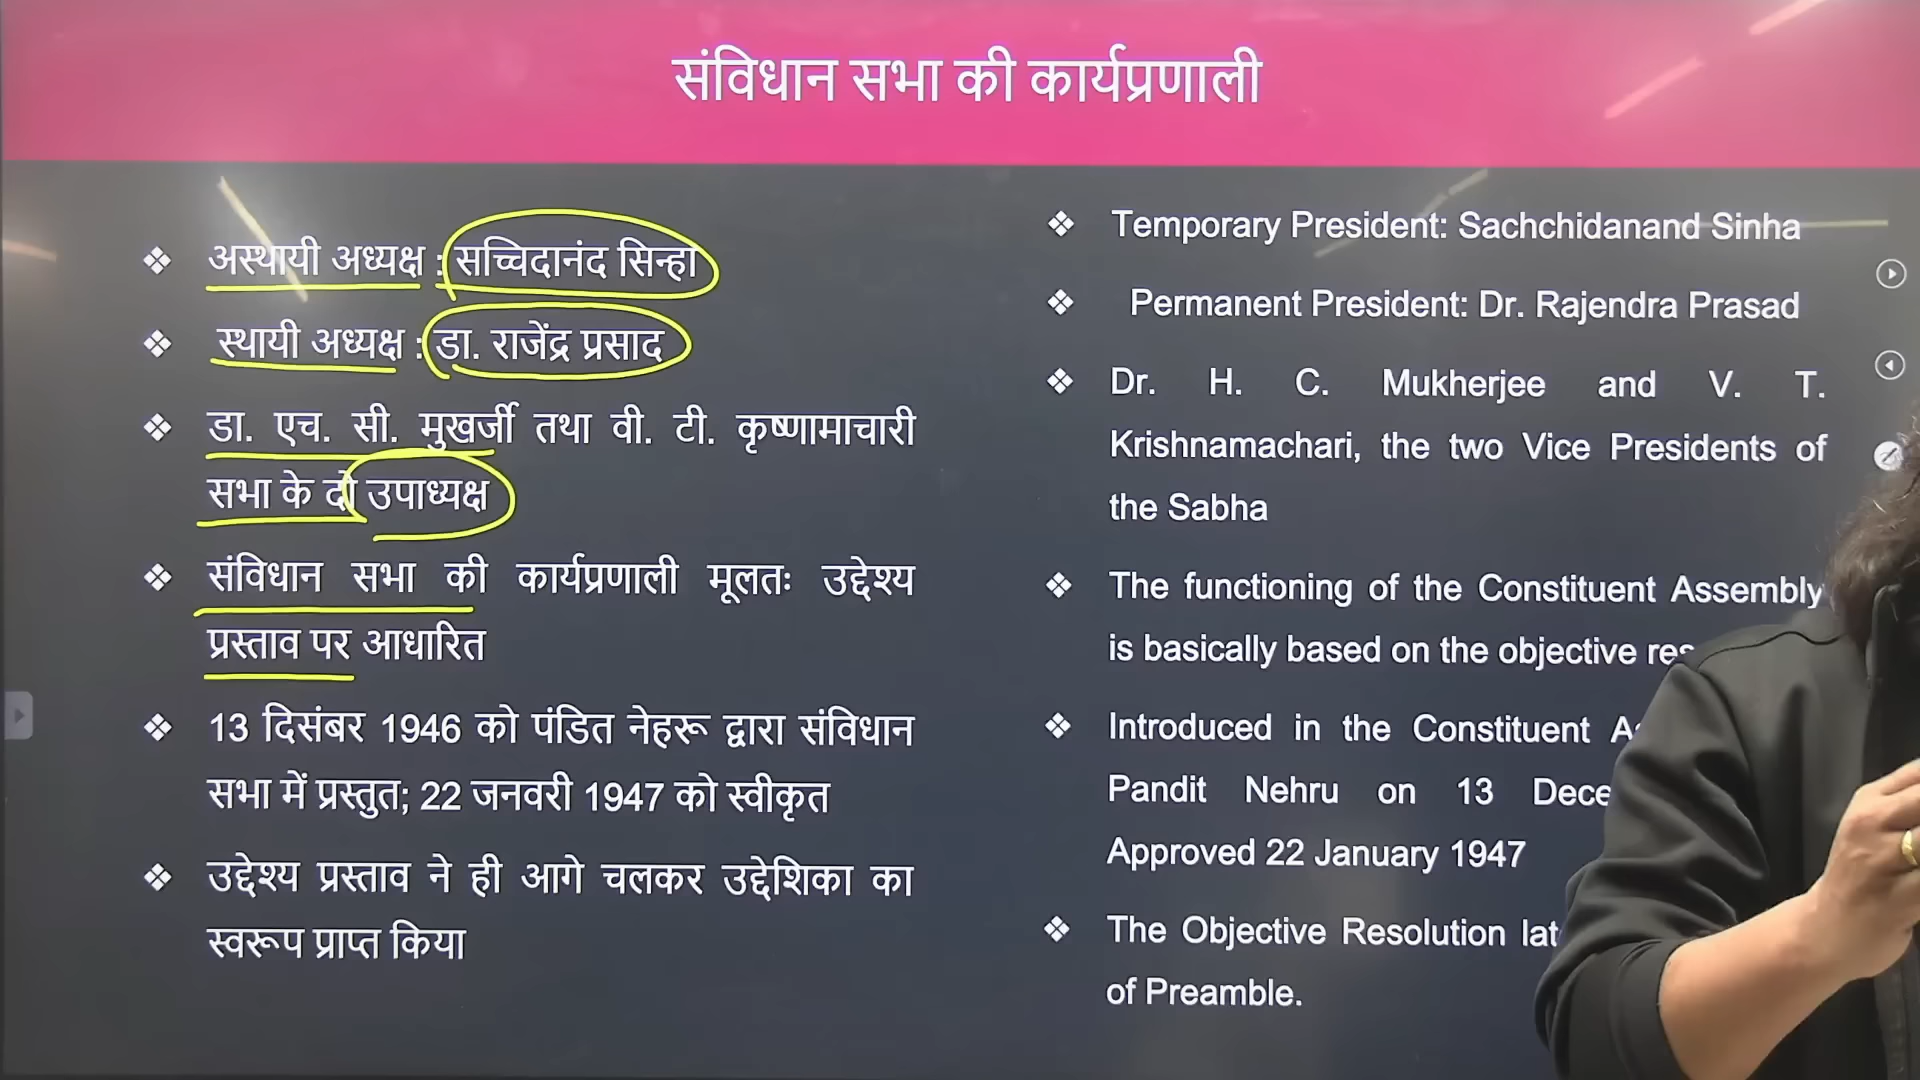 संविधान सभा की कार्यप्रणाली
❖ अस्थायी अध्यक्ष : सच्चिदानंद सिन्हा
❖ स्थायी अध्यक्ष : डा. राजेंद्र प्रसाद
❖ डा. एच. सी. मुखर्जी तथा वी. टी. कृष्णामाचारी
सभा के दो उपाध्यक्ष
❖ संविधान सभा की कार्यप्रणाली मूलतः उद्देश्य
प्रस्ताव पर आधारित
❖ 13 दिसंबर 1946 को पंडित नेहरू द्वारा संविधान
सभा में प्रस्तुत; 22 जनवरी 1947 को स्वीकृत
❖ उद्देश्य प्रस्ताव ने ही आगे चलकर उद्देशिका का
स्वरूप प्राप्त किया
❖ Temporary President: Sachchidanand Sinha
❖ Permanent President: Dr. Rajendra Prasad
❖ Dr. H. C. Mukherjee and V. T.
Krishnamachari, the two Vice Presidents of
the Sabha
❖ The functioning of the Constituent Assembly
is basically based on the objective
❖ Introduced in the Constituent
Pandit Nehru on 13
Approved 22 January 1947
❖ The Objective Resolution
of Preamble.